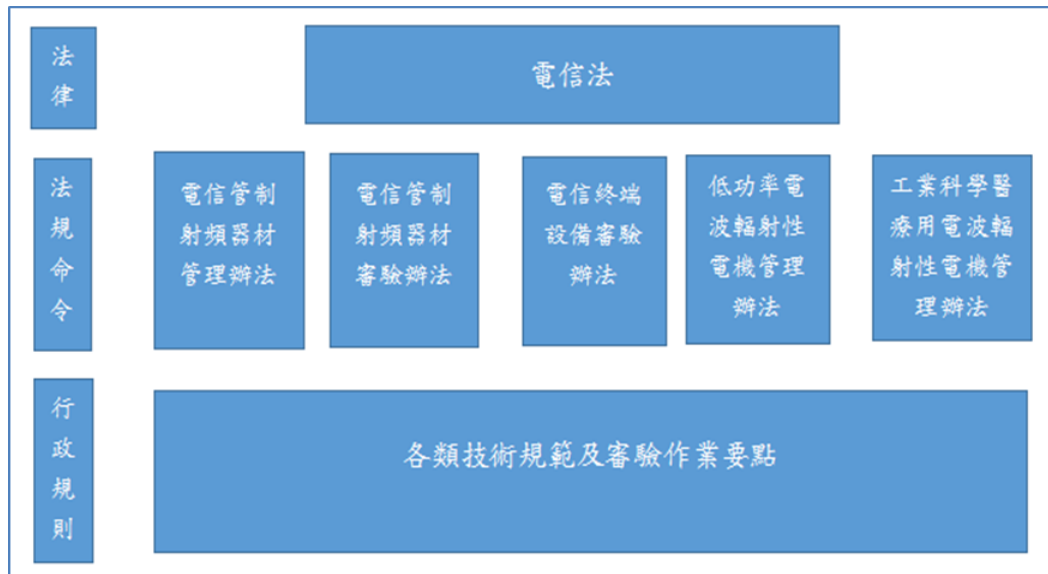 法
律
電信法
法
規
命
令
電信管制
射頻器材
管理辦法
電信管制
射頻器材
審驗辦法
電信終端
設備審驗
辦法
低功率電
波輻射性
電機管理
辦法
工業科學醫
療用電波輻
射性電機管
理辦法
行
政
規
則
各類技術規範及審驗作業要點